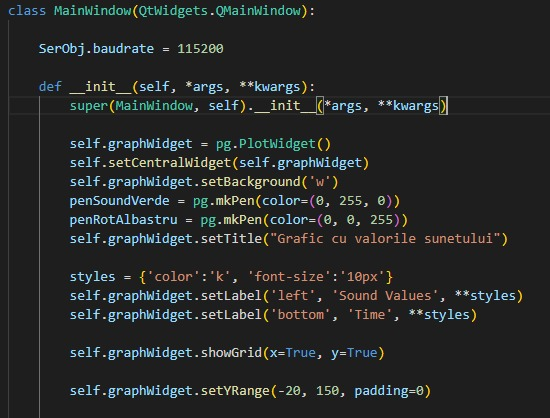 class MainWindow(QtWidgets.QMainWindow):
SerObj.baudrate = 115200
def __init__(self, *args, **kwargs):
super(MainWindow, self).__init__(*args, **kwargs)
self.graphWidget = pg.PlotWidget()
self.setCentralWidget(self.graphWidget)
self.graphWidget.setBackground('w')
penSoundVerde = pg.mkPen(color=(0, 255, 0))
penRotAlbastru = pg.mkPen(color=(0, 0, 255))
self.graphWidget.setTitle("Grafic cu valorile sunetului")
styles = {'color':'k', 'font-size':'10px'}
self.graphWidget.setLabel('left', 'Sound Values', **styles)
self.graphWidget.setLabel('bottom', 'Time', **styles)
self.graphWidget.showGrid(x=True, y=True)
self.graphWidget.setYRange(-20, 150, padding=0)